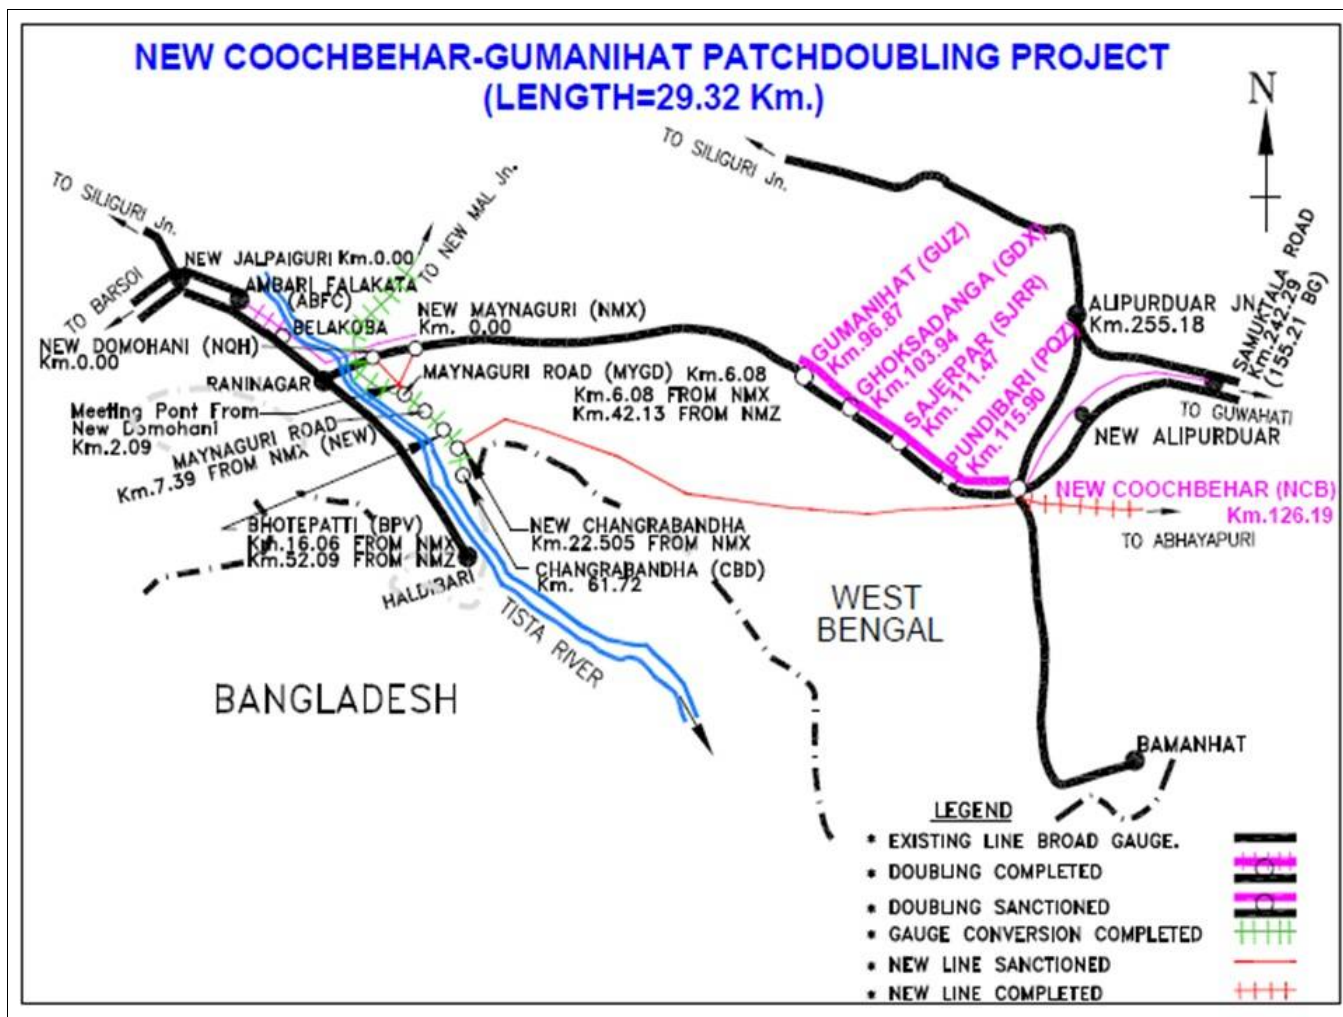 NEW COOCHBEHAR-GUMANIHAT PATCHDOUBLING PROJECT
(LENGTH=29.32 Km.)
N
TO SILIGURI Jn.
TO SILIGURI Jn.
TO NEW MAL Jn.
TO BARSOI
NEW JALPAIGURI Km.0.00
AMBARI FALAKATA
(ABFC)
BELAKOBA
NEW DOMOHANI (NQH)
Km.0.00
RANINAGAR
NEW MAYNAGURI (NMX)
Km. 0.00
MAYNAGURI ROAD (MYGD) Km.6.08
Km.6.08 FROM NMX
Km.42.13 FROM NMZ
Meeting Pont From
New Domohani
Km.2.09
MAYNAGURI ROAD
Km.7.39 FROM NMX (NEW)
BHOTEPATTI (BPV)
Km.16.06 FROM NMX
Km.52.09 FROM NMZ
HALDIBARI
NEW CHANGRABANDHA
Km.22.505 FROM NMX
CHANGRABANDHA (CBD)
Km. 61.72
TISTA RIVER
GUMANIHAT (GUZ)
Km.96.87
GHOKSADANGA (GDX)
Km.103.94
SAJERPAR (SJRR)
Km.111.47
PUNDIBARI (PQZ)
Km.115.90
ALIPURDUAR JN.
Km.255.18
SAMUKTALA ROAD
Km.242.29
(155.21 BG)
TO GUWAHATI
NEW ALIPURDUAR
NEW COOCHBEHAR (NCB)
Km.126.19
TO ABHAYAPURI
WEST
BENGAL
BANGLADESH
BAMANHAT
LEGEND
* EXISTING LINE BROAD GAUGE.
* DOUBLING COMPLETED
* DOUBLING SANCTIONED
* GAUGE CONVERSION COMPLETED
* NEW LINE SANCTIONED
* NEW LINE COMPLETED